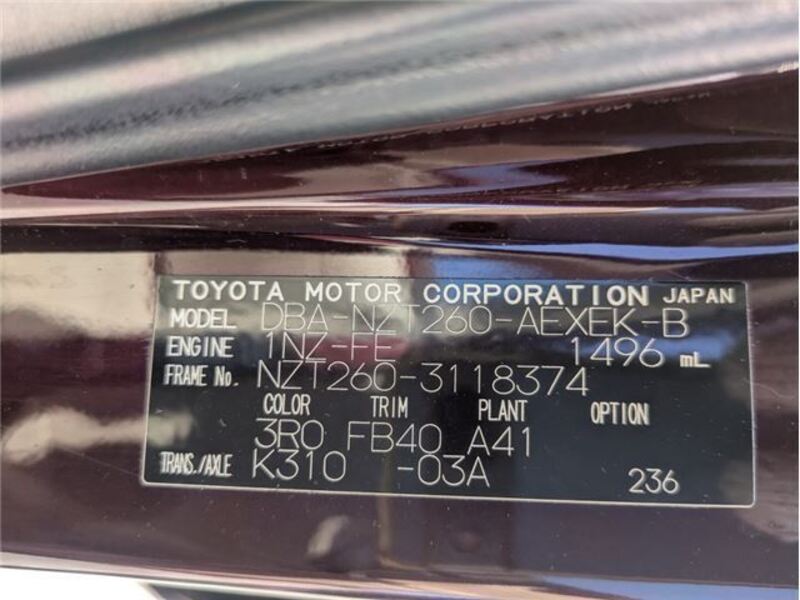 TOYOTA MOTOR CORPORATION JAPAN
MODEL DBA-NZT260-AEXEK-B
ENGINE 1NZ-FE 1496 mL
FRAME No. NZT260-3118374
COLOR TRIM PLANT OPTION
3R0 FB40 A41
TRANS./AXLE K310 -03A 236